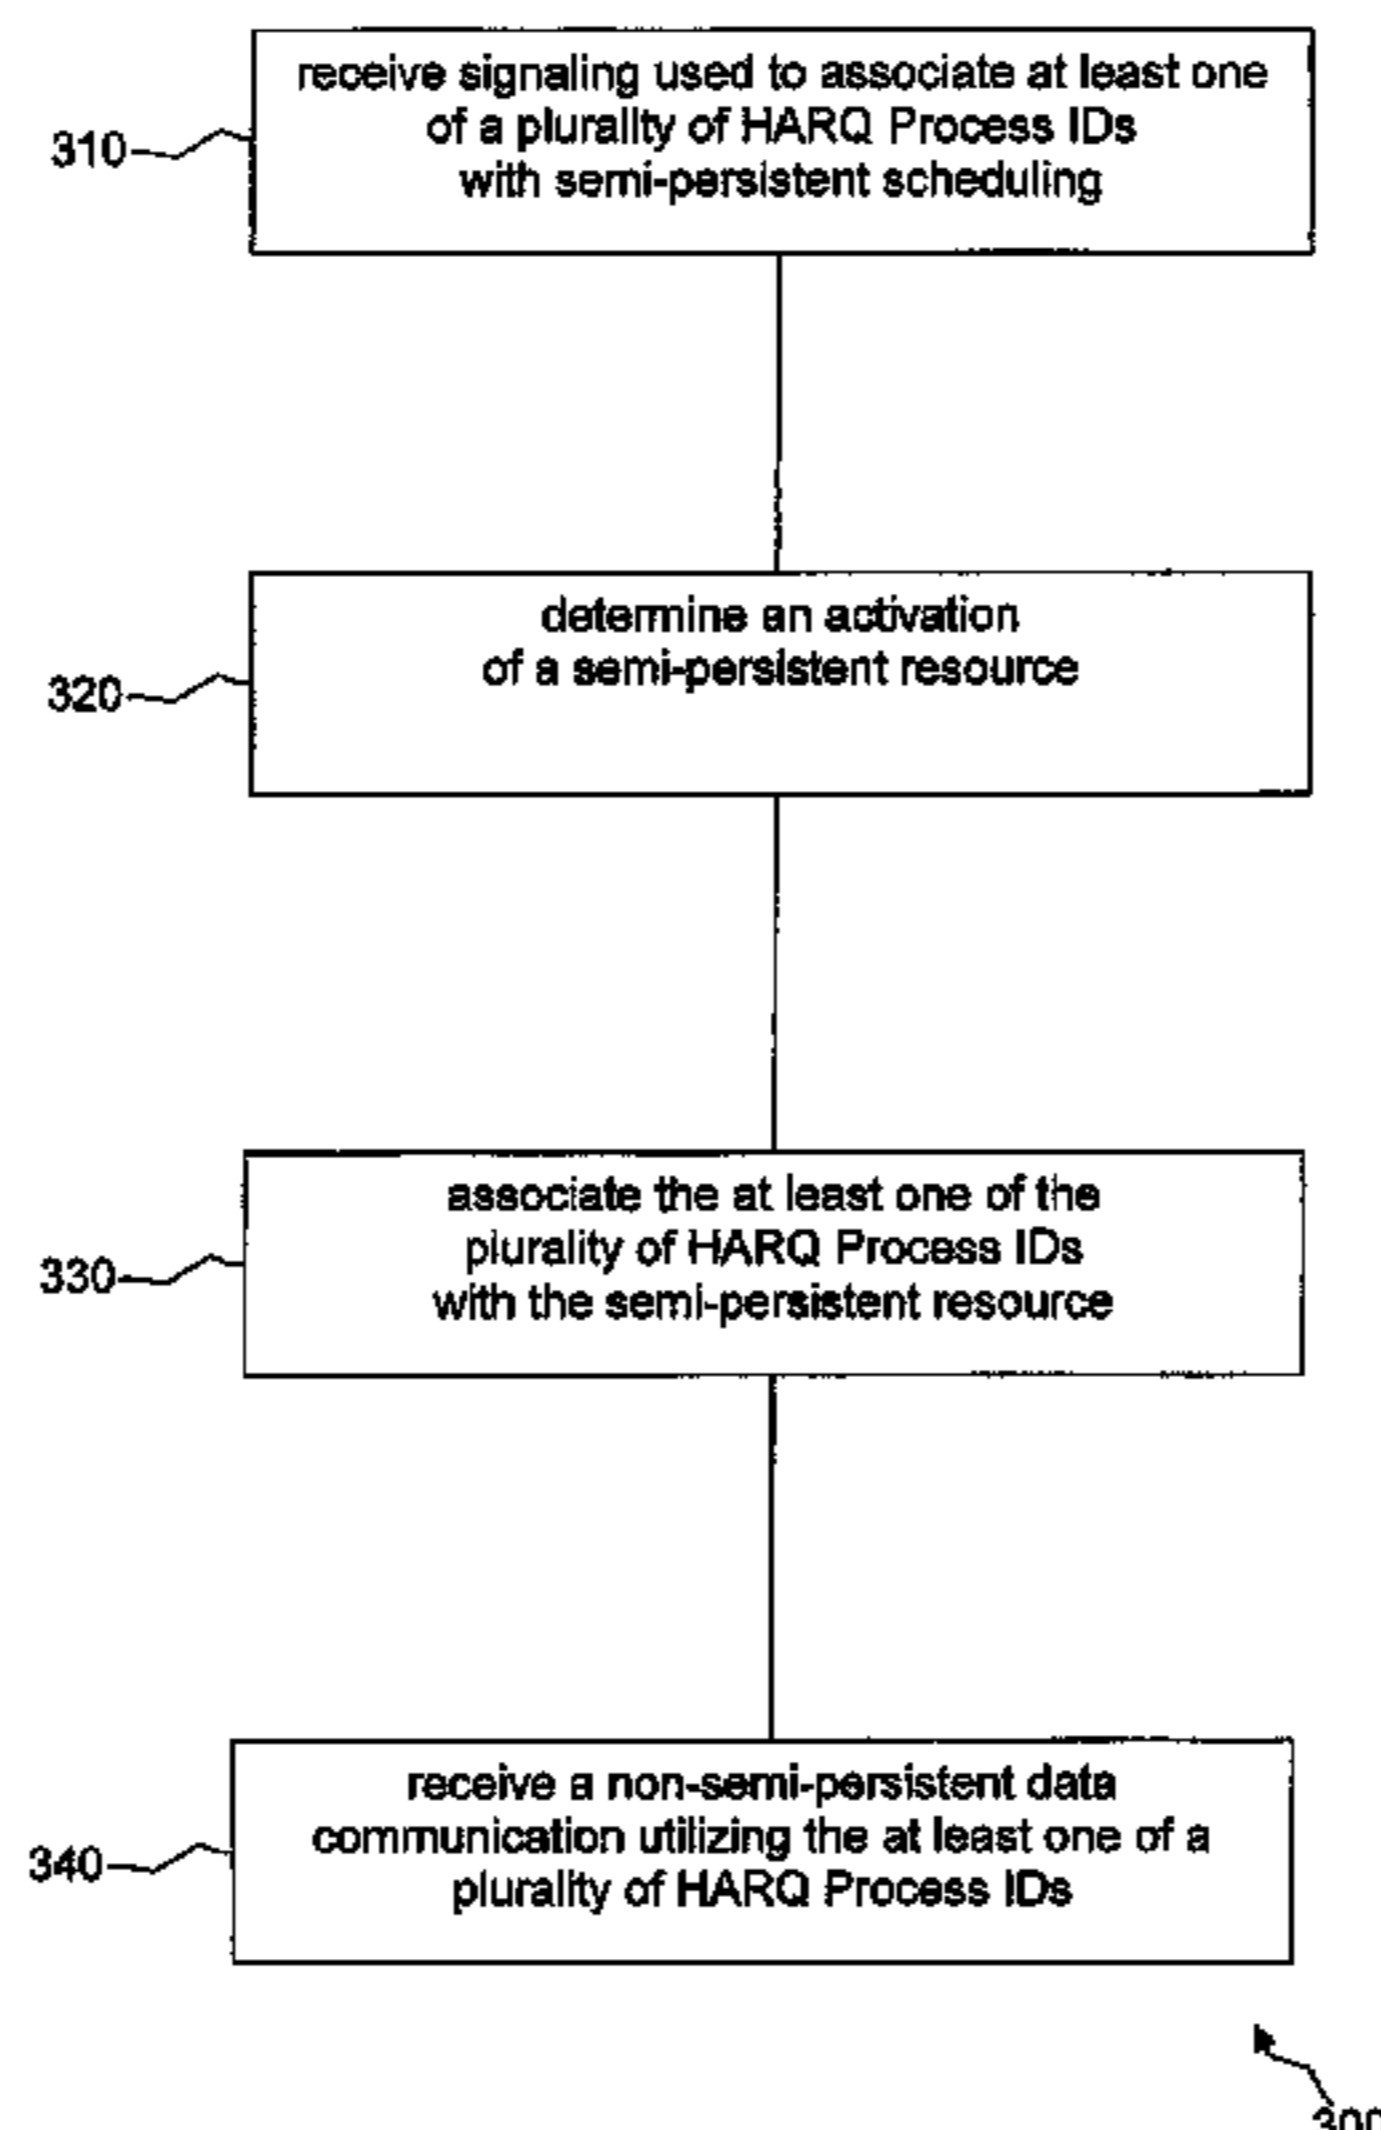 receive signaling used to associate at least one
of a plurality of HARQ Process IDs
with semi-persistent scheduling
310
determine an activation
of a semi-persistent resource
320
associate the at least one of the
plurality of HARQ Process IDs
with the semi-persistent resource
330
receive a non-semi-persistent data
communication utilizing the at least one of a
plurality of HARQ Process IDs
340
300